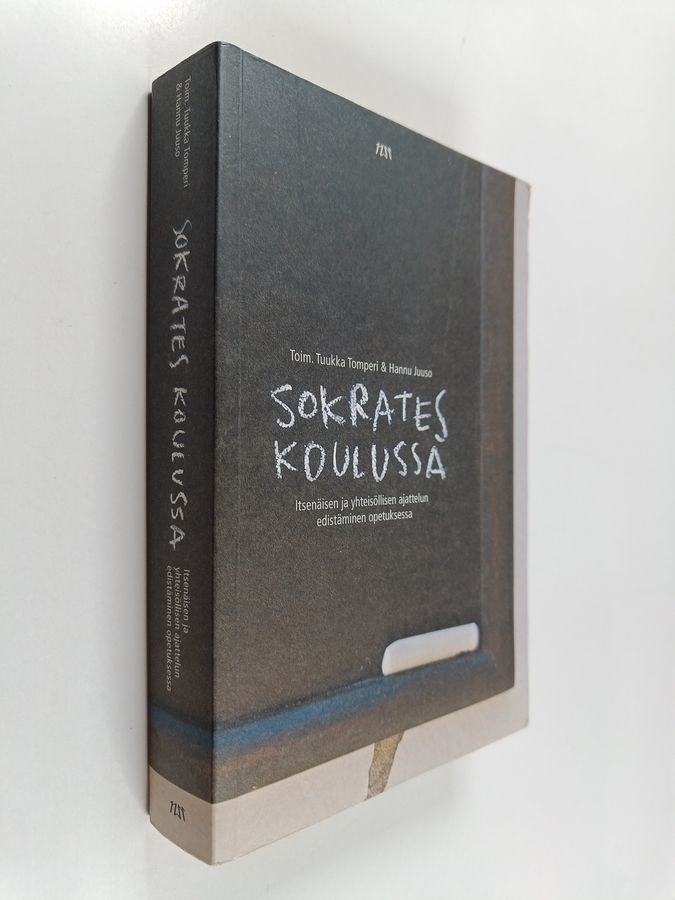 Toim. Tuukka Tomperi
& Hannu Juuso
SOKRATES KOULUSSA
Itsenäisen ja
yhteisöllisen ajattelun
edistäminen opetuksessa
Toim. Tuukka Tomperi & Hannu Juuso
SOKRATES
KOULUSSA
Itsenäisen ja yhteisöllisen ajattelun
edistäminen opetuksessa